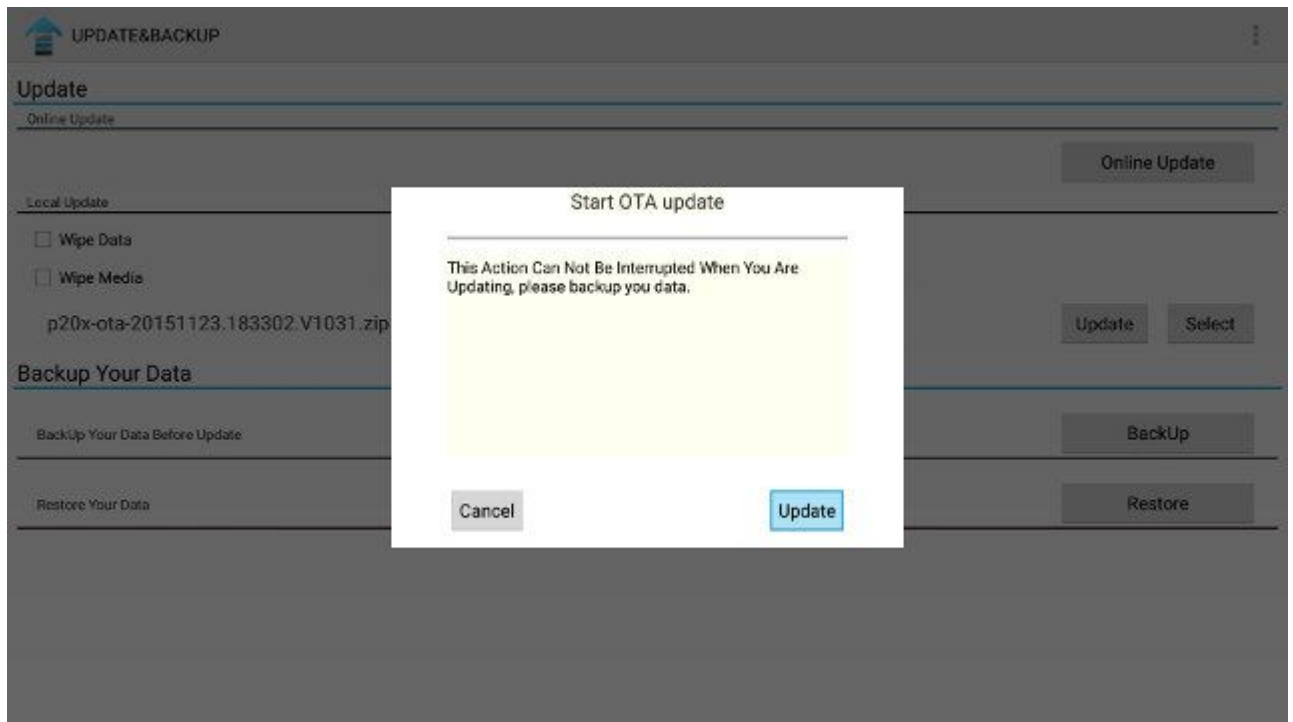 UPDATE&BACKUP
Update
Online Update
Online Update
Local Update
Wipe Data
Wipe Media
p20x-ota-20151123.183302.V1031.zip
Update
Select
Backup Your Data
BackUp Your Data Before Update
BackUp
Restore Your Data
Restore
Start OTA update
This Action Can Not Be Interrupted When You Are
Updating, please backup you data.
Cancel
Update